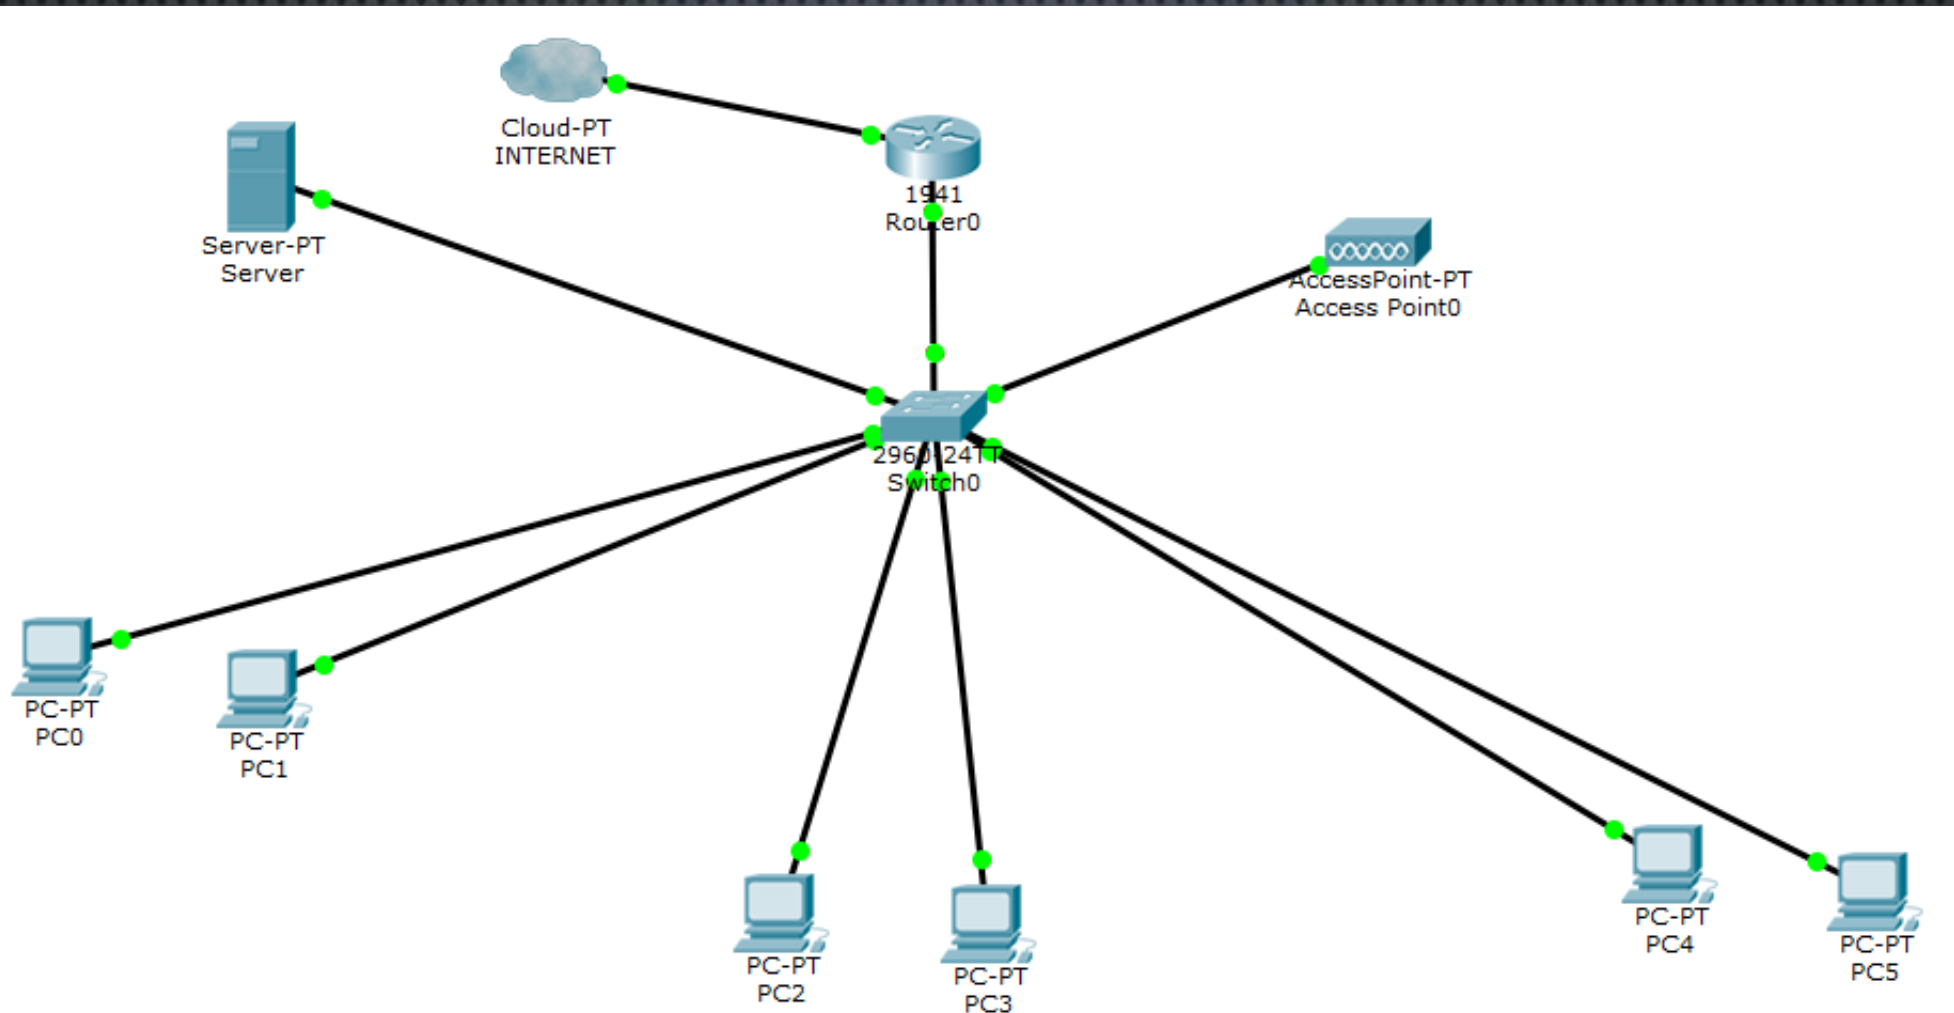 Cloud-PT
INTERNET
Server-PT
Server
1941
Router0
AccessPoint-PT
Access Point0
2960-24TT
Switch0
PC-PT
PC0
PC-PT
PC1
PC-PT
PC2
PC-PT
PC3
PC-PT
PC4
PC-PT
PC5